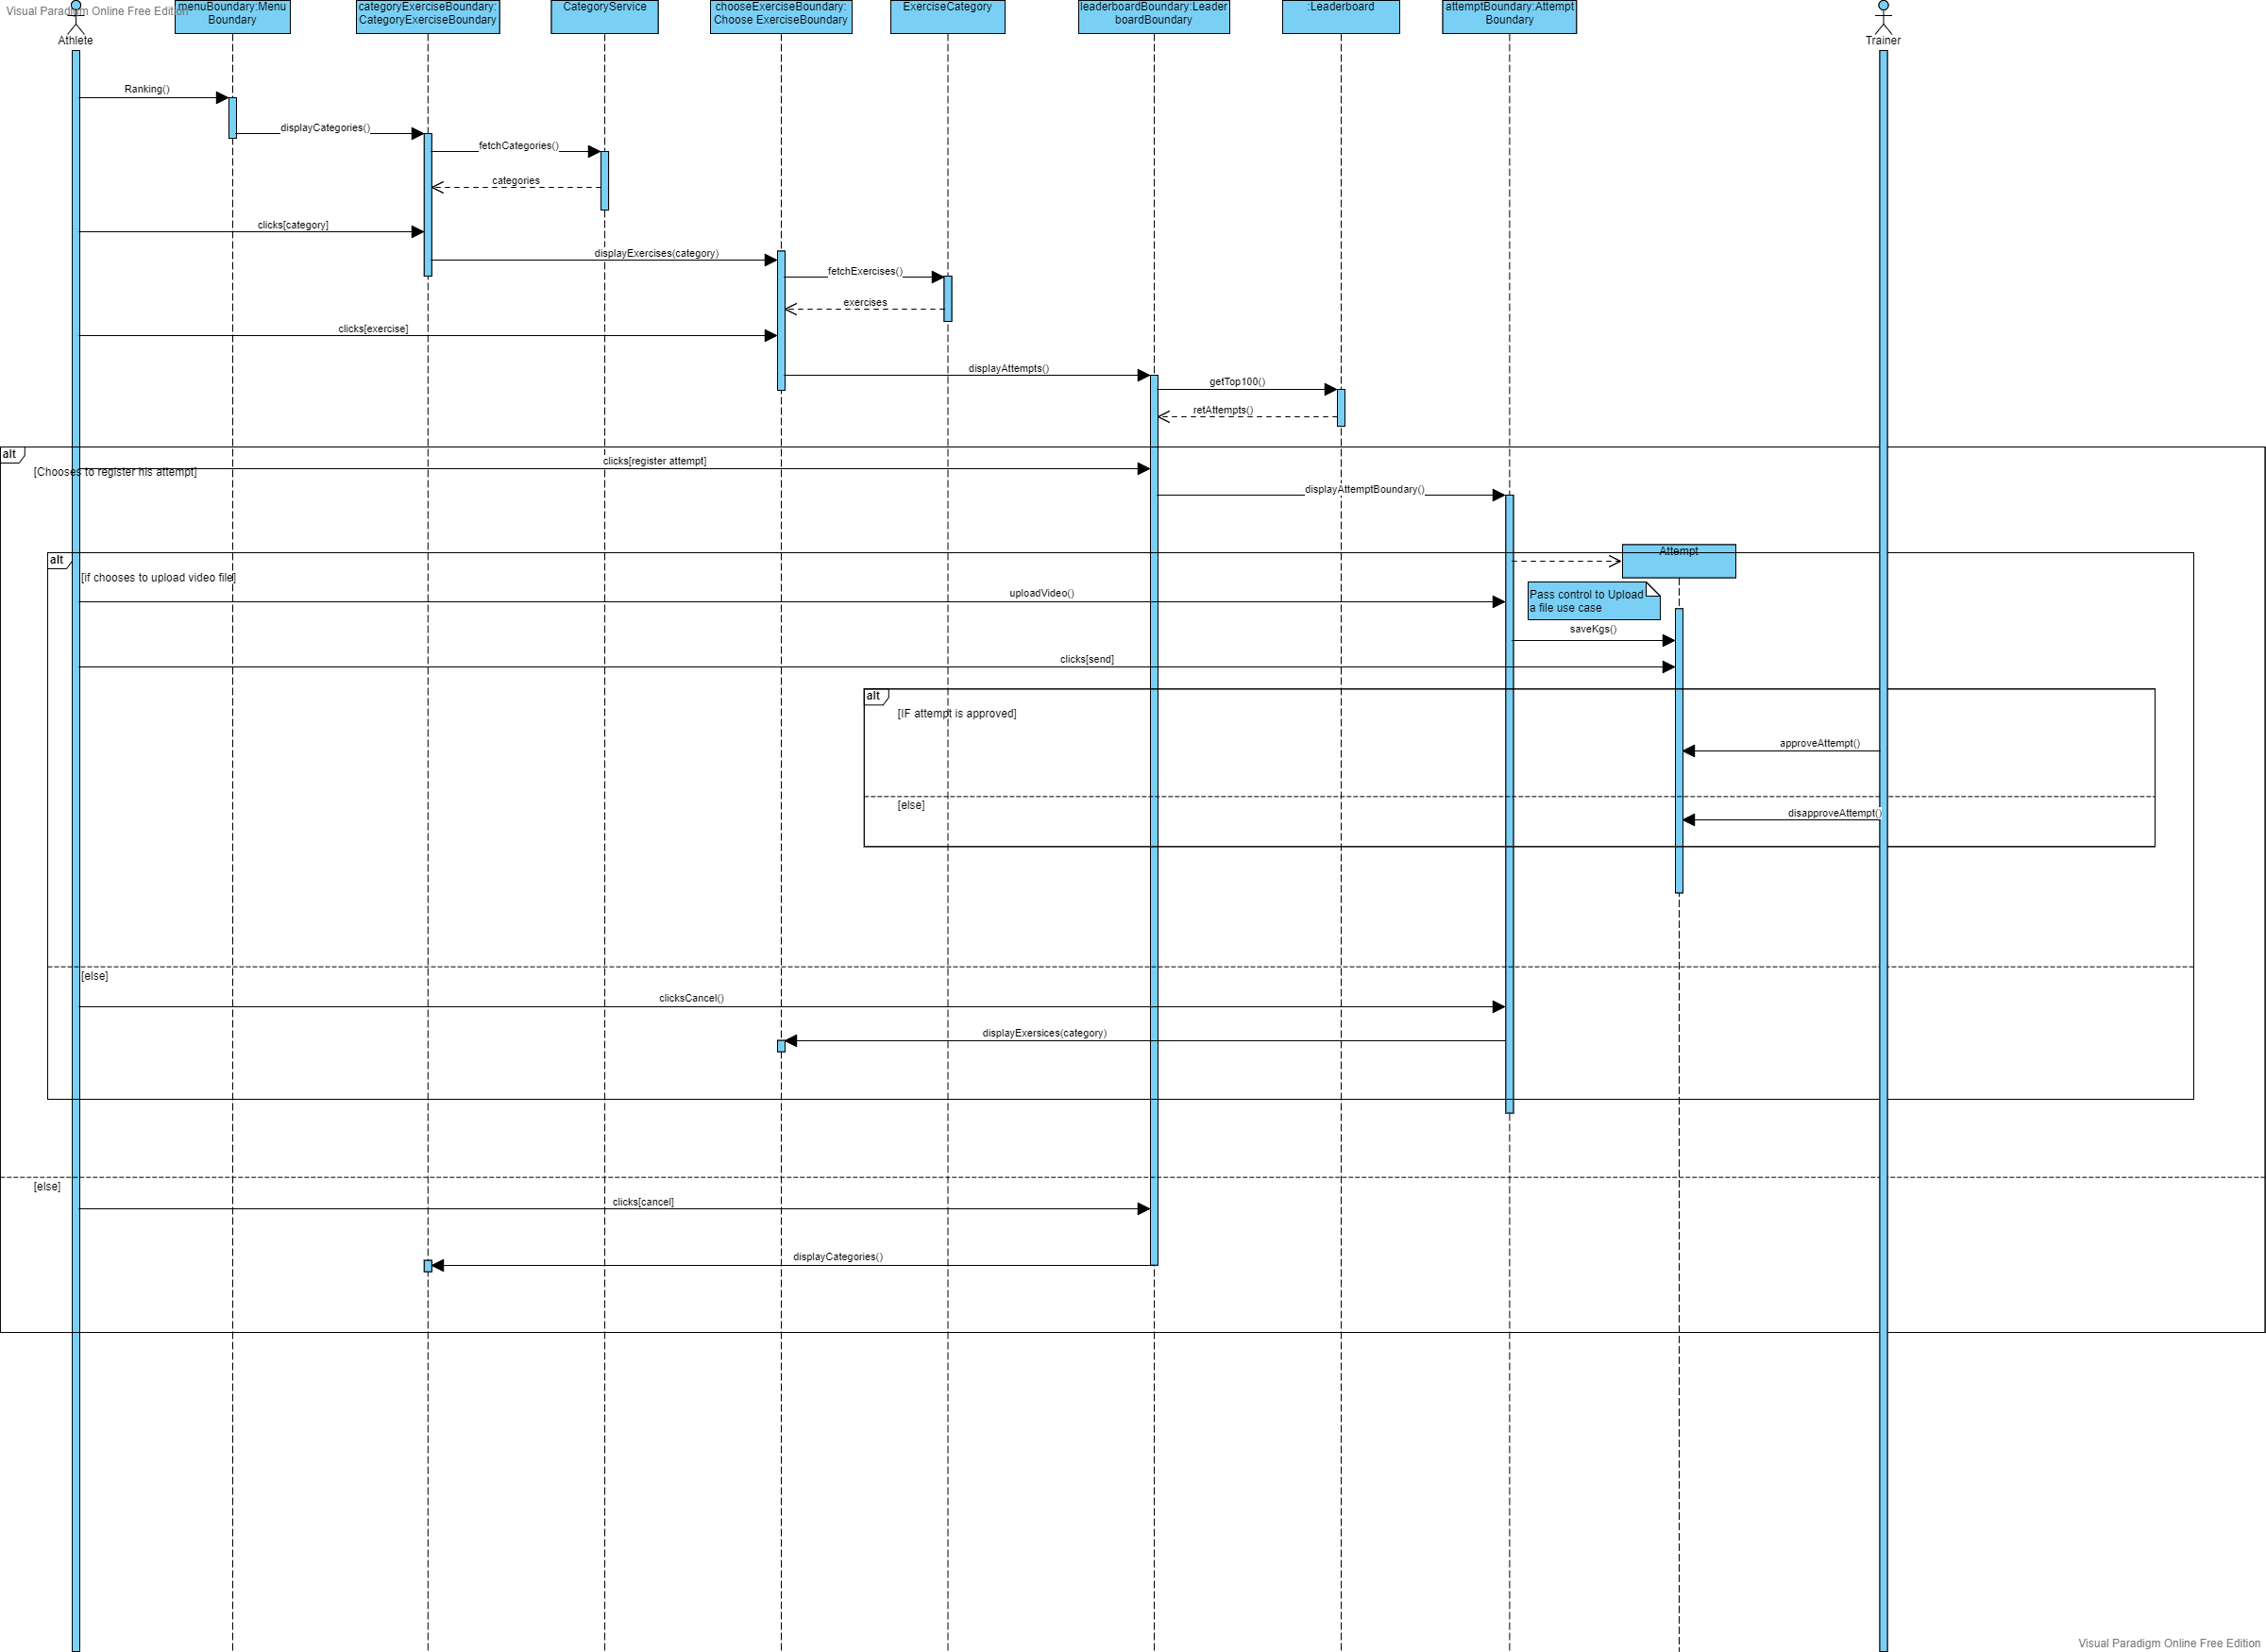 Visual Paradigm Online Free Edition
menuBoundary:Menu
Boundary
categoryExerciseBoundary:
CategoryExerciseBoundary
CategoryService
chooseExerciseBoundary:
Choose ExerciseBoundary
ExerciseCategory
leaderboardBoundary:Leader
boardBoundary
:Leaderboard
attemptBoundary:Attempt
Boundary
Athlete
Trainer
Ranking()
displayCategories()
fetchCategories()
categories
clicks[category]
displayExercises(category)
fetchExercises()
exercises
clicks[exercise]
displayAttempts()
getTop100()
retAttempts()
alt
[Chooses to register his attempt]
clicks[register attempt]
displayAttemptBoundary()
alt
Attempt
[if chooses to upload video file]
uploadVideo()
Pass control to Upload
a file use case
saveKgs()
clicks[send]
alt
[IF attempt is approved]
approveAttempt()
[else]
disapproveAttempt()
[else]
clicksCancel()
displayExersices(category)
[else]
clicks[cancel]
displayCategories()
Visual Paradigm Online Free Edition